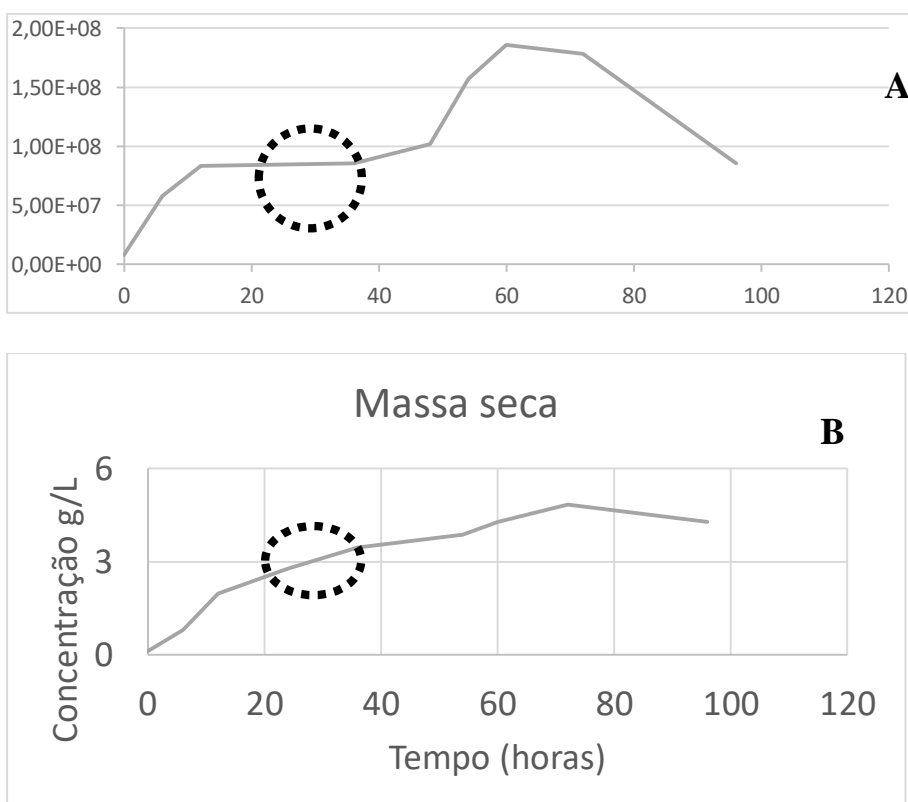 2,00E+08
1,50E+08
A
1,00E+08
5,00E+07
0,00E+00
0 20 40 60 80 100 120
Massa seca
B
Concentração g/L
6
3
0
0 20 40 60 80 100 120
Tempo (horas)